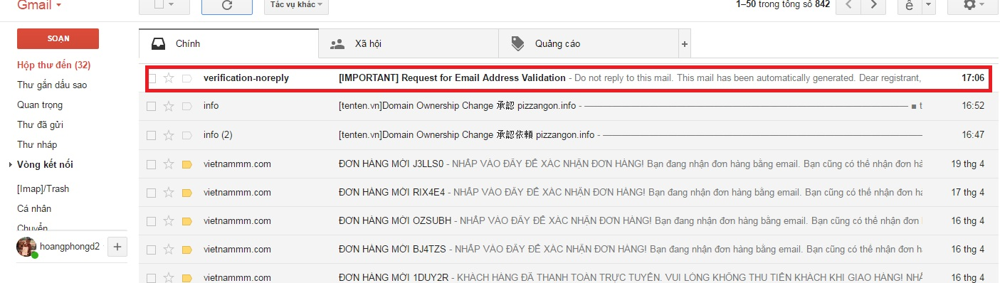 Gmail
Tác vụ khác
1–50 trong tổng số 842
ê
SOẠN
Chính
Xã hội
Quảng cáo
+
Hộp thư đến (32)
Thư gắn dấu sao
Quan trọng
Thư đã gửi
Thư nháp
Vòng kết nối
[Imap]/Trash
Cá nhân
Chuyển
hoangphongd2
+
verification-noreply [IMPORTANT] Request for Email Address Validation - Do not reply to this mail. This mail has been automatically generated. Dear registrant, 17:06
info [tenten.vn]Domain Ownership Change 承認 pizzangon.info - ■ t 16:52
info (2) [tenten.vn]Domain Ownership Change 承認依頼 pizzangon.info - 16:47
vietnammm.com ĐƠN HÀNG MỚI J3LLS0 - NHẤP VÀO ĐÂY ĐỂ XÁC NHẬN ĐƠN HÀNG! Bạn đang nhận đơn hàng bằng email. Bạn cũng có thể nhận đơn hà 19 thg 4
vietnammm.com ĐƠN HÀNG MỚI RIX4E4 - NHẤP VÀO ĐÂY ĐỂ XÁC NHẬN ĐƠN HÀNG! Bạn đang nhận đơn hàng bằng email. Bạn cũng có thể nhận đơn hà 17 thg 4
vietnammm.com ĐƠN HÀNG MỚI OZSUBH - NHẤP VÀO ĐÂY ĐỂ XÁC NHẬN ĐƠN HÀNG! Bạn đang nhận đơn hàng bằng email. Bạn cũng có thể nhận đơn h 16 thg 4
vietnammm.com ĐƠN HÀNG MỚI BJ4TZS - NHẤP VÀO ĐÂY ĐỂ XÁC NHẬN ĐƠN HÀNG! Bạn đang nhận đơn hàng bằng email. Bạn cũng có thể nhận đơn hà 16 thg 4
vietnammm.com ĐƠN HÀNG MỚI 1DUY2R - KHÁCH HÀNG ĐÃ THANH TOÁN TRỰC TUYẾN. VUI LÒNG KHÔNG THU TIỀN KHÁCH KHI GIAO HÀNG! NHẤ 16 thg 4